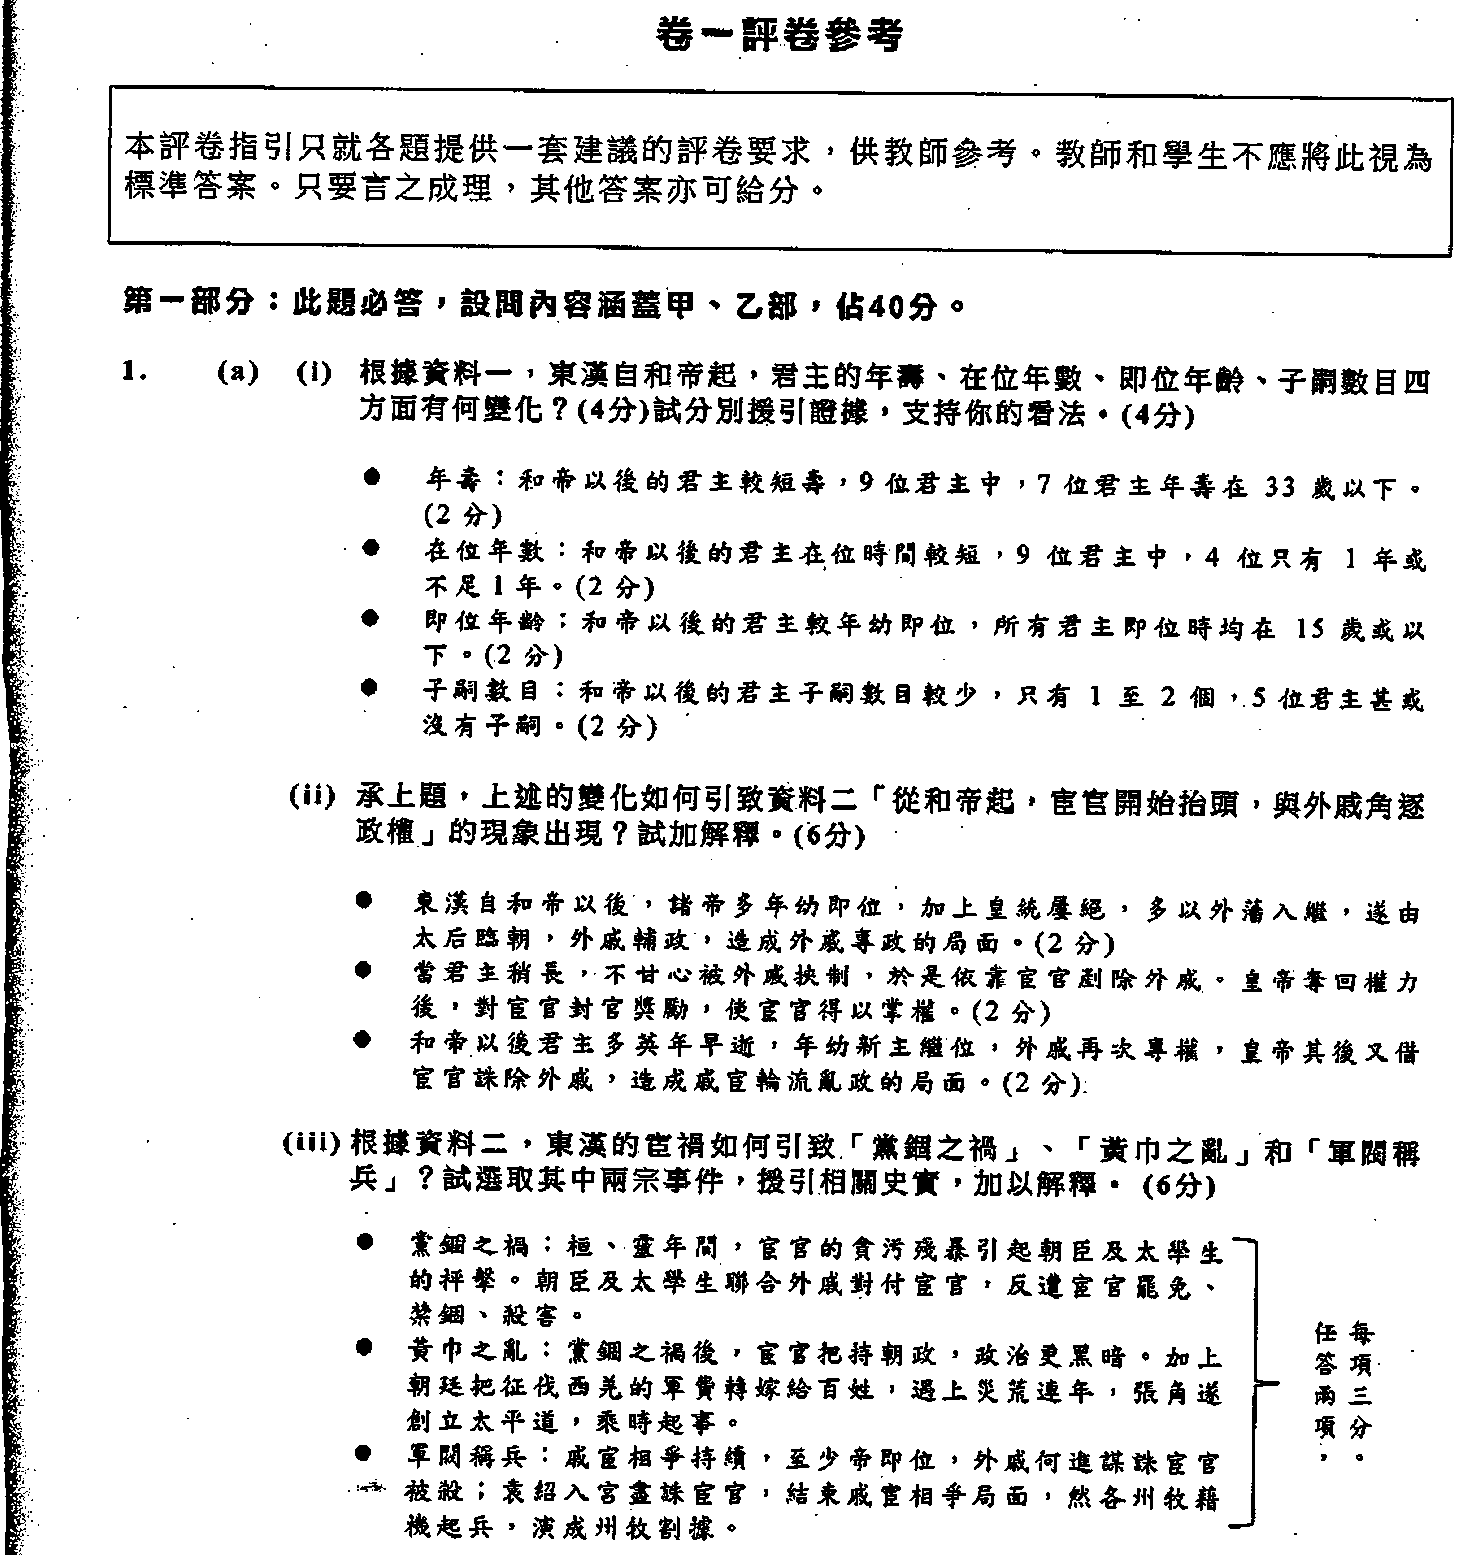 卷一評卷參考
本評卷指引只就各題提供一套建議的評卷要求，供教師參考。教師和學生不應將此視為
標準答案。只要言之成理，其他答案亦可給分。
第一部分：此題必答，設問內容涵蓋甲、乙部，佔40分。
1. (a) (i) 根據資料一，東漢自和帝起，君主的年壽、在位年數、即位年齡、子嗣數目四
方面有何變化？(4分)試分別援引證據，支持你的看法。(4分)
● 年壽：和帝以後的君主較短壽，9 位君主中，7 位君主年壽在 33 歲以下。
(2 分)
● 在位年數：和帝以後的君主在位時間較短，9 位君主中，4 位只有 1 年或
不足 1 年。(2 分)
● 即位年齡：和帝以後的君主較年幼即位，所有君主即位時均在 15 歲或以
下。(2 分)
● 子嗣數目：和帝以後的君主子嗣數目較少，只有 1 至 2 個，5 位君主甚或
沒有子嗣。(2 分)
(ii) 承上題，上述的變化如何引致資料二「從和帝起，宦官開始抬頭，與外戚角逐
政權」的現象出現？試加解釋。(6分)
● 東漢自和帝以後，諸帝多年幼即位，加上皇統屢絕，多以外藩入繼，遂由
太后臨朝，外戚輔政，造成外戚專政的局面。(2 分)
● 當君主稍長，不甘心被外戚挾制，於是依靠宦官剷除外戚。皇帝奪回權力
後，對宦官封官獎勵，使宦官得以掌權。(2 分)
● 和帝以後君主多英年早逝，年幼新主繼位，外戚再次專權，皇帝其後又借
宦官誅除外戚，造成戚宦輪流亂政的局面。(2 分)
(iii) 根據資料二，東漢的宦禍如何引致「黨錮之禍」、「黃巾之亂」和「軍閥稱
兵」？試選取其中兩宗事件，援引相關史實，加以解釋。(6分)
● 黨錮之禍：桓、靈年間，宦官的貪污殘暴引起朝臣及太學生
的抨擊。朝臣及太學生聯合外戚對付宦官，反遭宦官罷免、
禁錮、殺害。
● 黃巾之亂：黨錮之禍後，宦官把持朝政，政治更黑暗。加上
朝廷把征伐西羌的軍費轉嫁給百姓，遇上災荒連年，張角遂
創立太平道，乘時起事。
● 軍閥稱兵：戚宦相爭持續，至少帝即位，外戚何進謀誅宦官
被殺；袁紹入宮盡誅宦官，結束戚宦相爭局面，然各州牧藉
機起兵，演成州牧割據。
任答兩項，
每項三分。